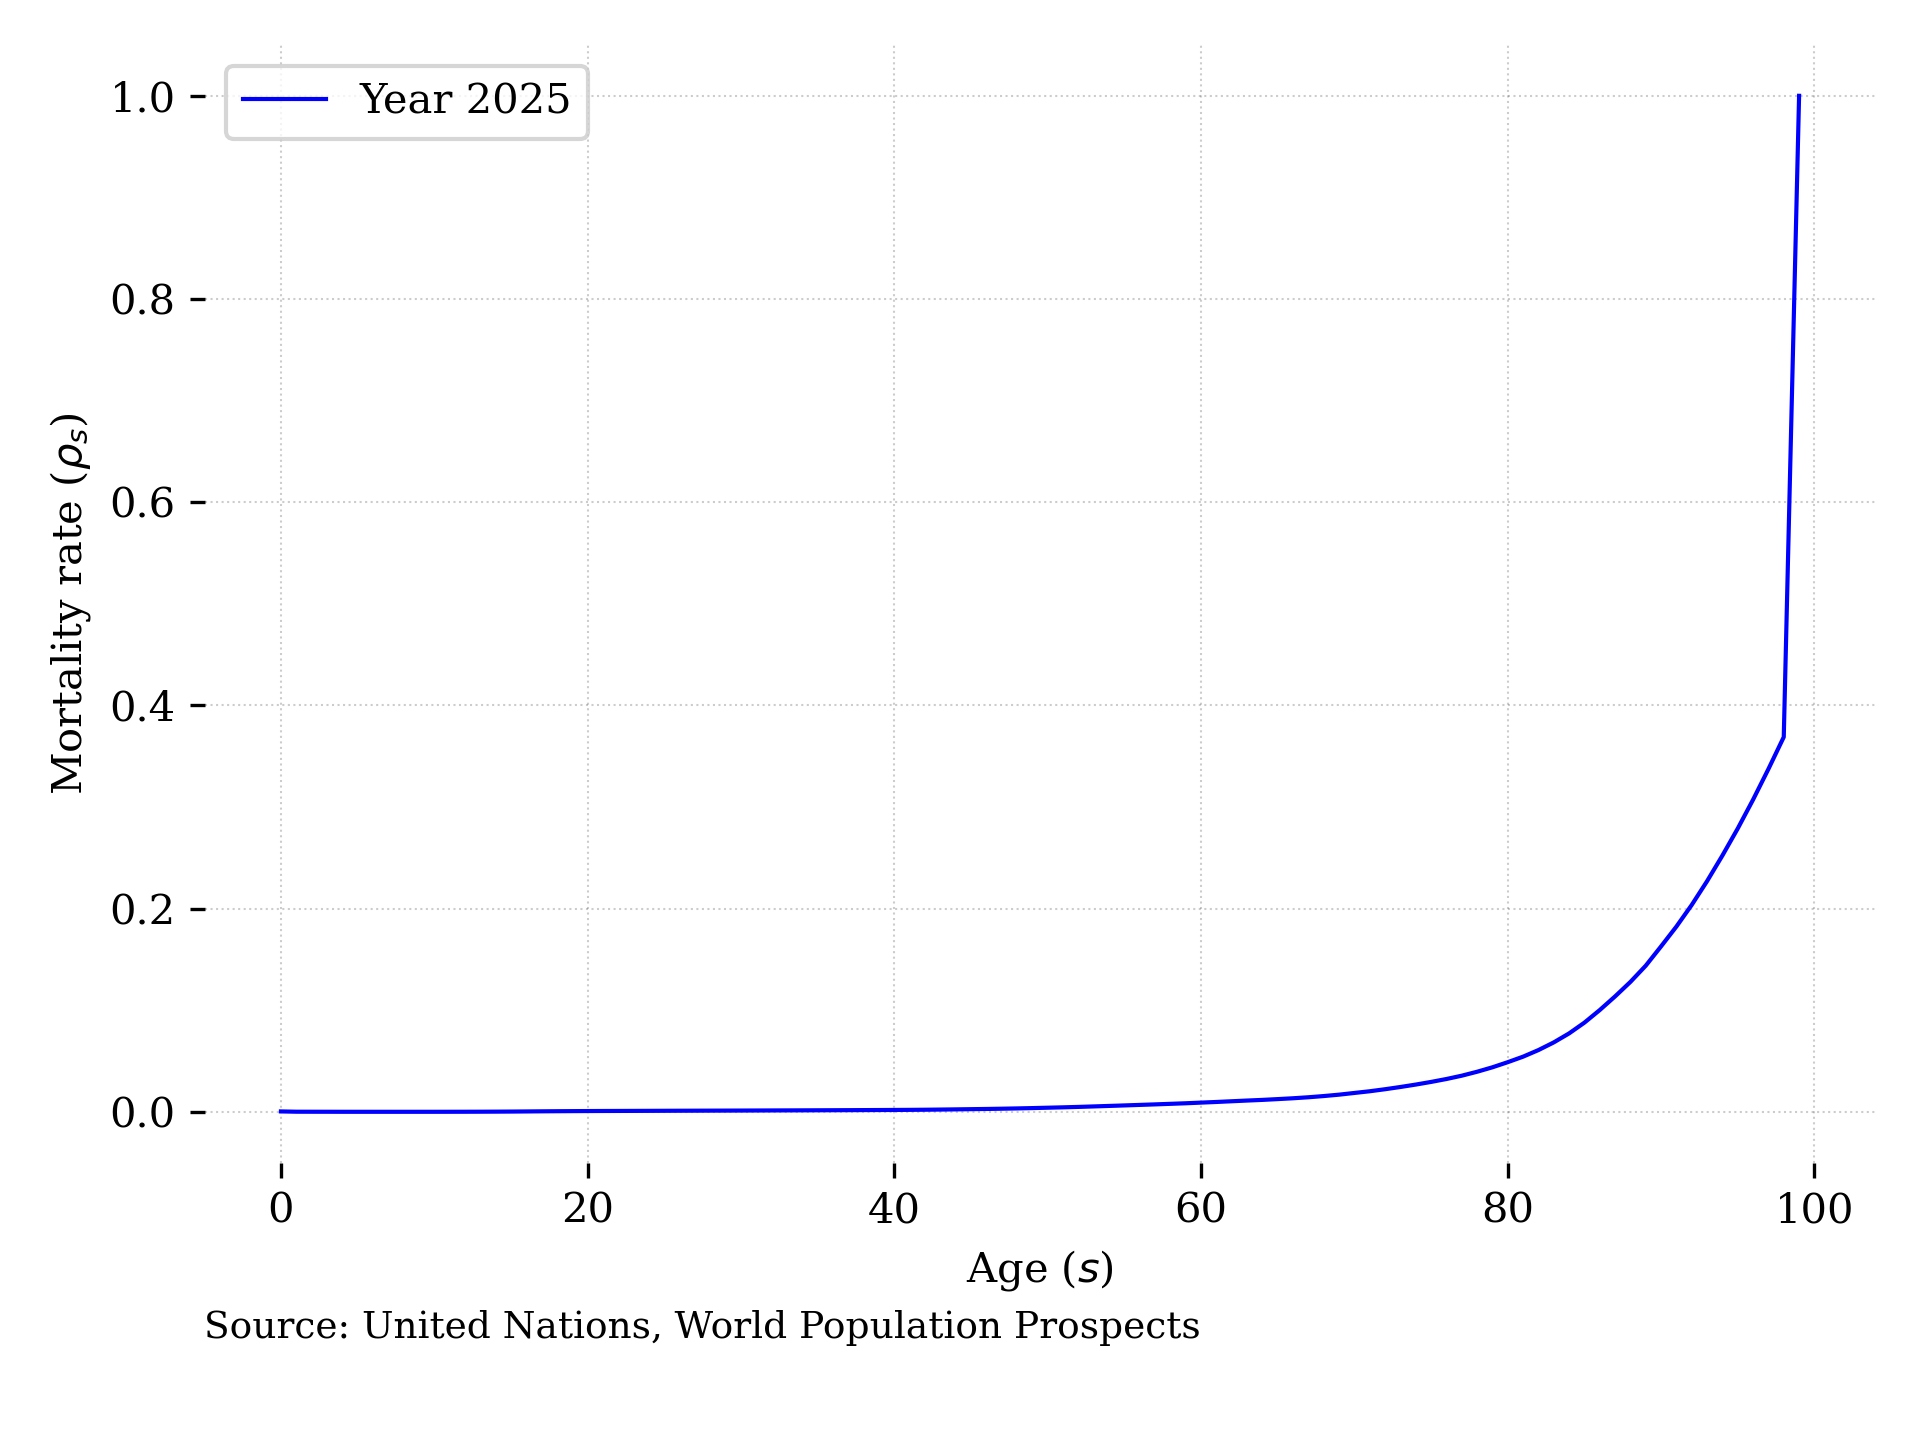 Year 2025
1.0
0.8
0.6
0.4
0.2
0.0
Mortality rate (ρₛ)
0 20 40 60 80 100
Age (s)
Source: United Nations, World Population Prospects